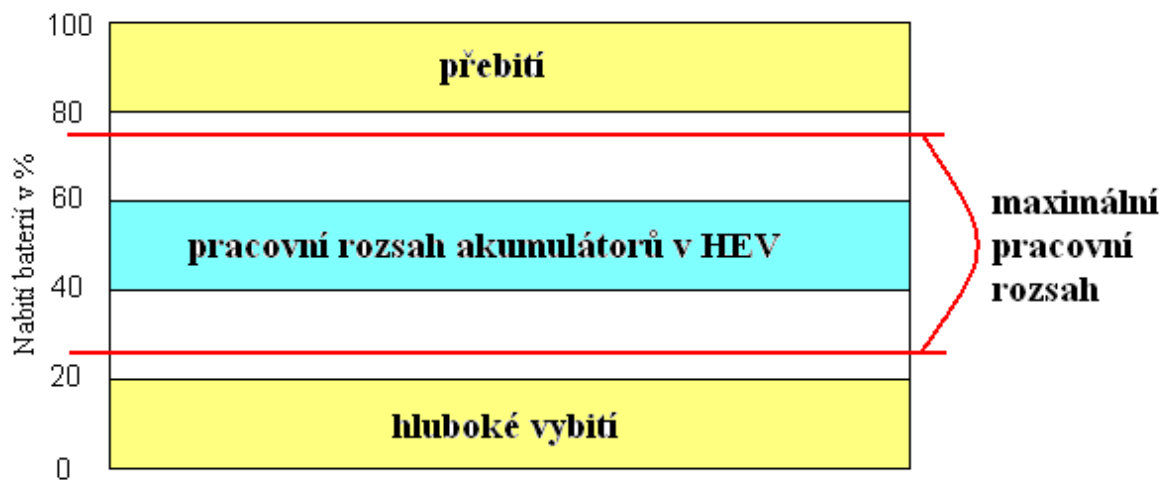 100
přebití
80
60
pracovní rozsah akumulátorů v HEV
40
20
hluboké vybití
0
Nabití baterií v %
maximální
pracovní
rozsah